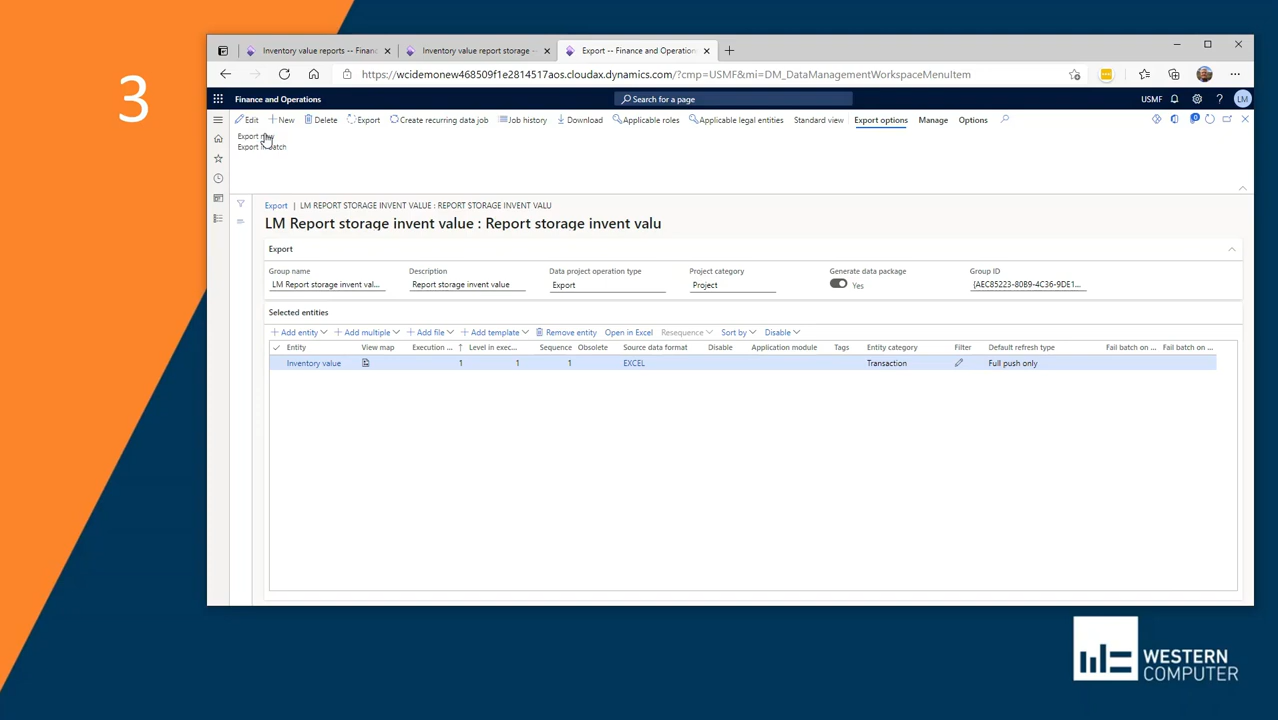 3
Inventory value reports -- Financ
Inventory value report storage --
Export -- Finance and Operation
https://wcidemonew468509f1e2814517aos.cloudax.dynamics.com/?cmp=USMF&mi=DM_DataManagementWorkspaceMenuItem
Finance and Operations
Search for a page
USMF
?
LM
Edit
New
Delete
Export
Create recurring data job
Job history
Download
Applicable roles
Applicable legal entities
Standard view
Export options
Manage
Options
0
Export now
Export in batch
Export | LM REPORT STORAGE INVENT VALUE : REPORT STORAGE INVENT VALU
LM Report storage invent value : Report storage invent valu
Export
Group name
Description
Data project operation type
Project category
Generate data package
Group ID
LM Report storage invent val...
Report storage invent value
Export
Project
Yes
{AEC85223-80B9-4C36-9DE1...
Selected entities
Add entity
Add multiple
Add file
Add template
Remove entity
Open in Excel
Resequence
Sort by
Disable
Entity
View map
Execution ...
Level in exec...
Sequence
Obsolete
Source data format
Disable
Application module
Tags
Entity category
Filter
Default refresh type
Fail batch on ...
Fail batch on ...
Inventory value
1
1
1
EXCEL
Transaction
Full push only
WESTERN
COMPUTER